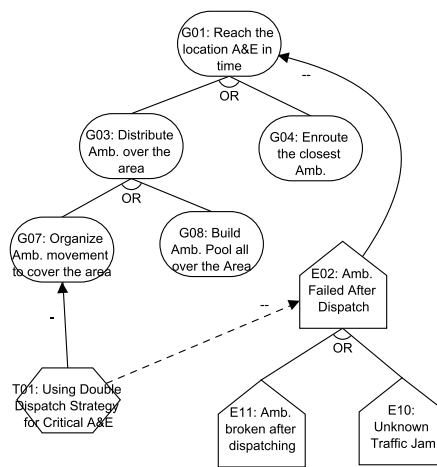 G01: Reach the
location A&E in
time
--
OR
G03: Distribute
Amb. over the
area
G04: Enroute
the closest
Amb.
OR
G07: Organize
Amb. movement
to cover the area
G08: Build
Amb. Pool all
over the Area
E02: Amb.
Failed After
Dispatch
-
--
OR
T01: Using Double
Dispatch Strategy
for Critical A&E
E11: Amb.
broken after
dispatching
E10:
Unknown
Traffic Jam.